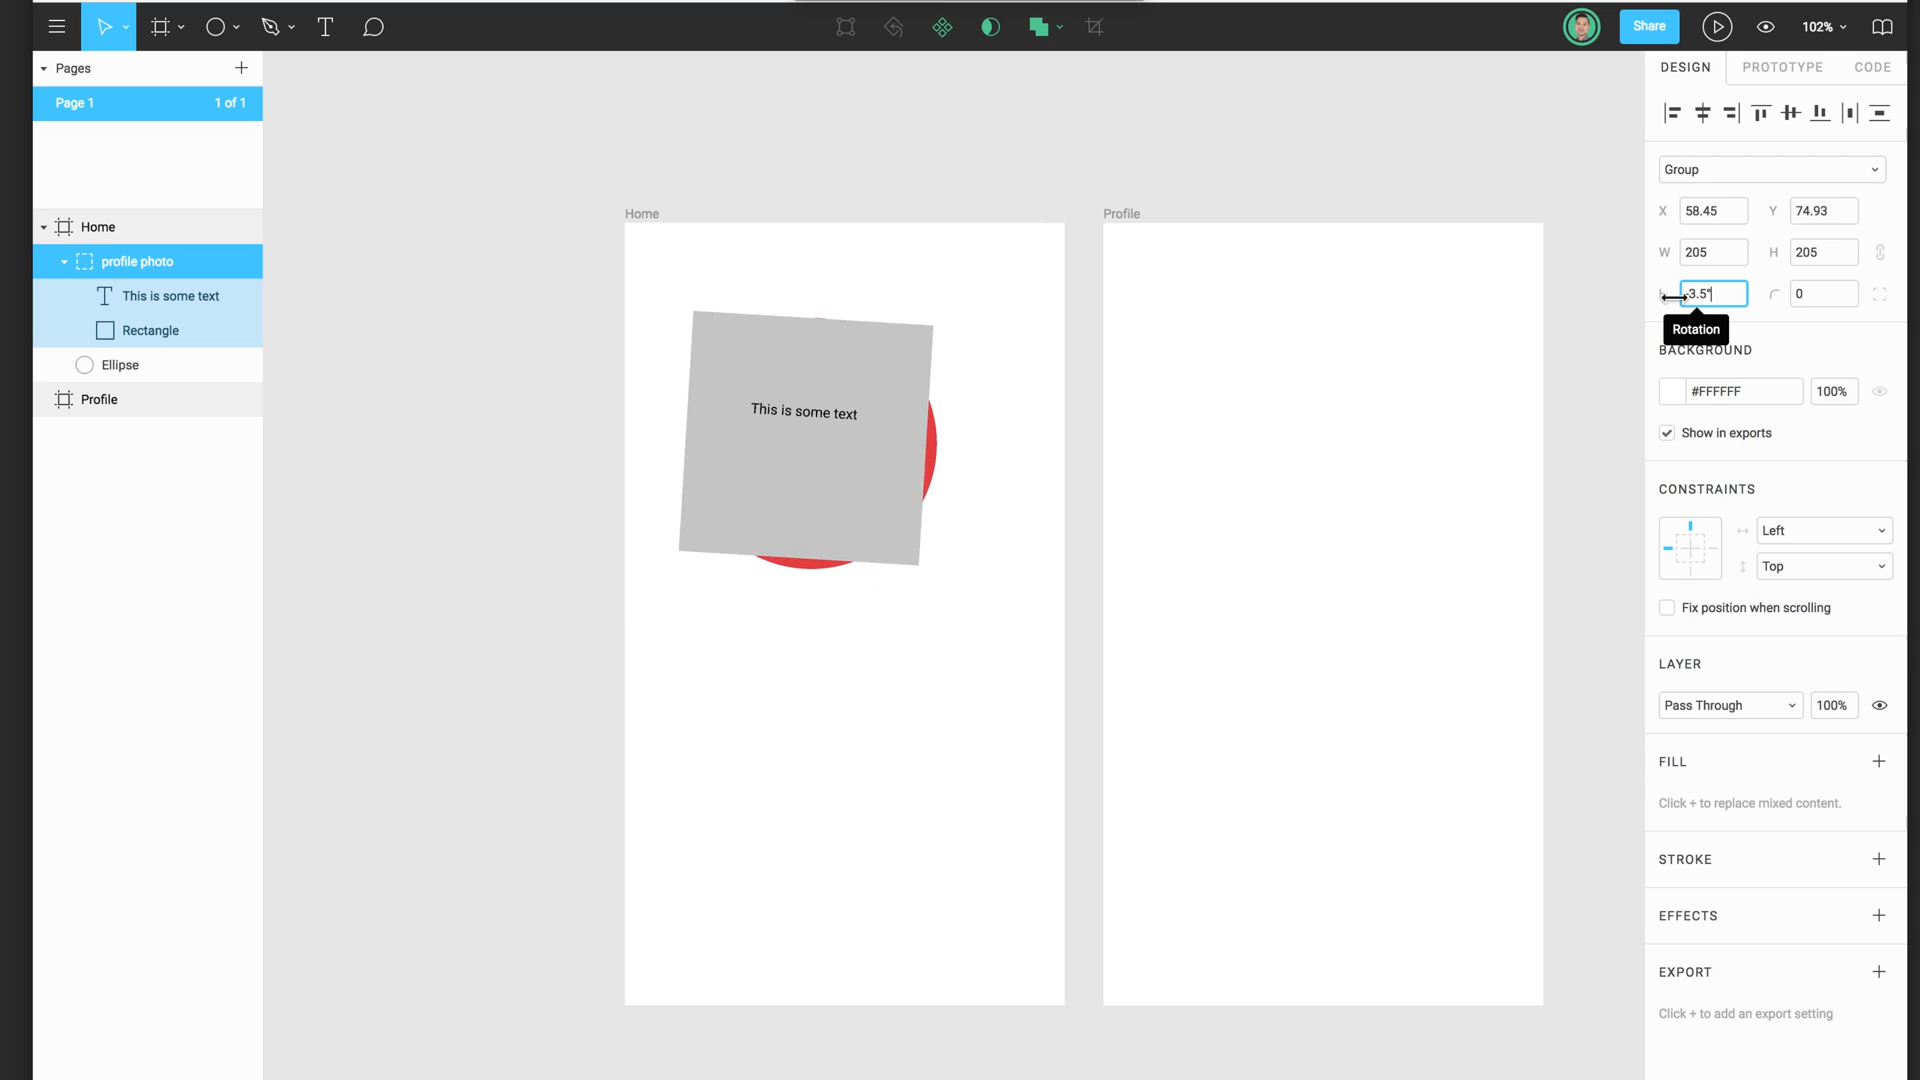 Share
102%
Pages
Page 1 1 of 1
Home
profile photo
This is some text
Rectangle
Ellipse
Profile
Home
Profile
This is some text
DESIGN PROTOTYPE CODE
Group
X 58.45 Y 74.93
W 205 H 205
-3.5° 0
Rotation
BACKGROUND
#FFFFFF 100%
Show in exports
CONSTRAINTS
Left
Top
Fix position when scrolling
LAYER
Pass Through 100%
FILL
Click + to replace mixed content.
STROKE
EFFECTS
EXPORT
Click + to add an export setting